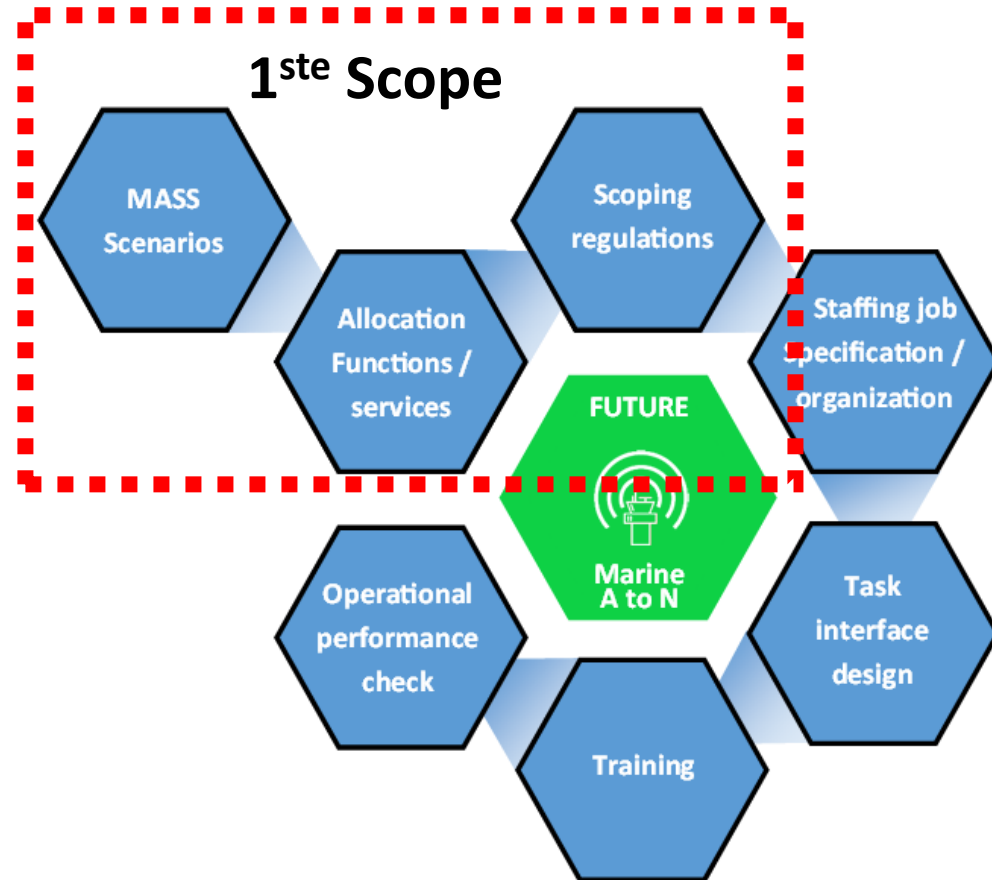 1ste Scope
MASS
Scenarios
Allocation
Functions /
services
Scoping
regulations
Staffing job
Specification /
organization
FUTURE
Marine
A to N
Task
interface
design
Training
Operational
performance
check